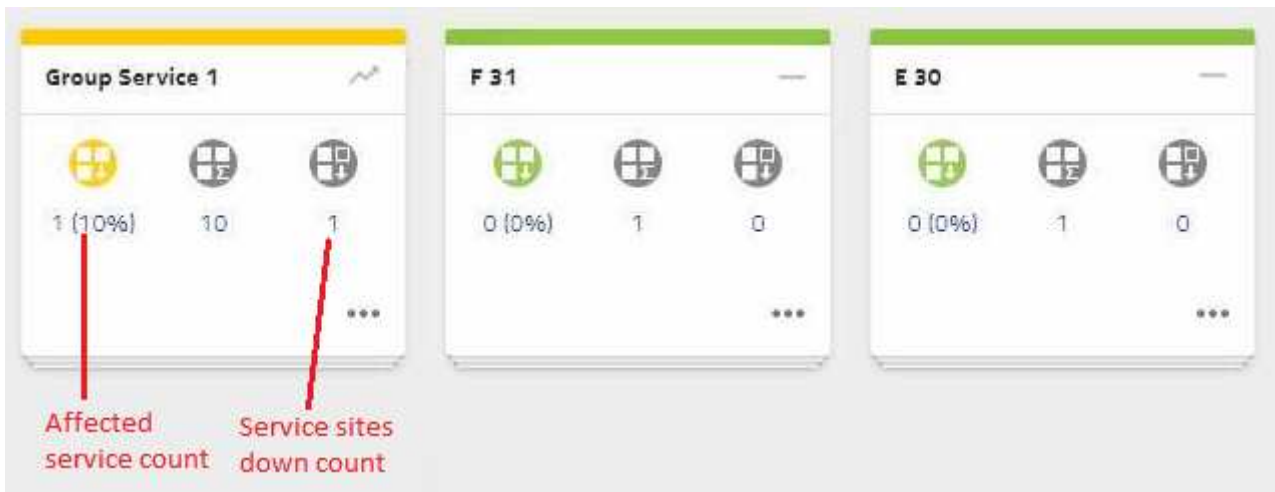 Group Service 1
F 31
E 30
Σ
Σ
Σ
1 (10%) 10 1
0 (0%) 1 0
0 (0%) 1 0
Affected
service count
Service sites
down count